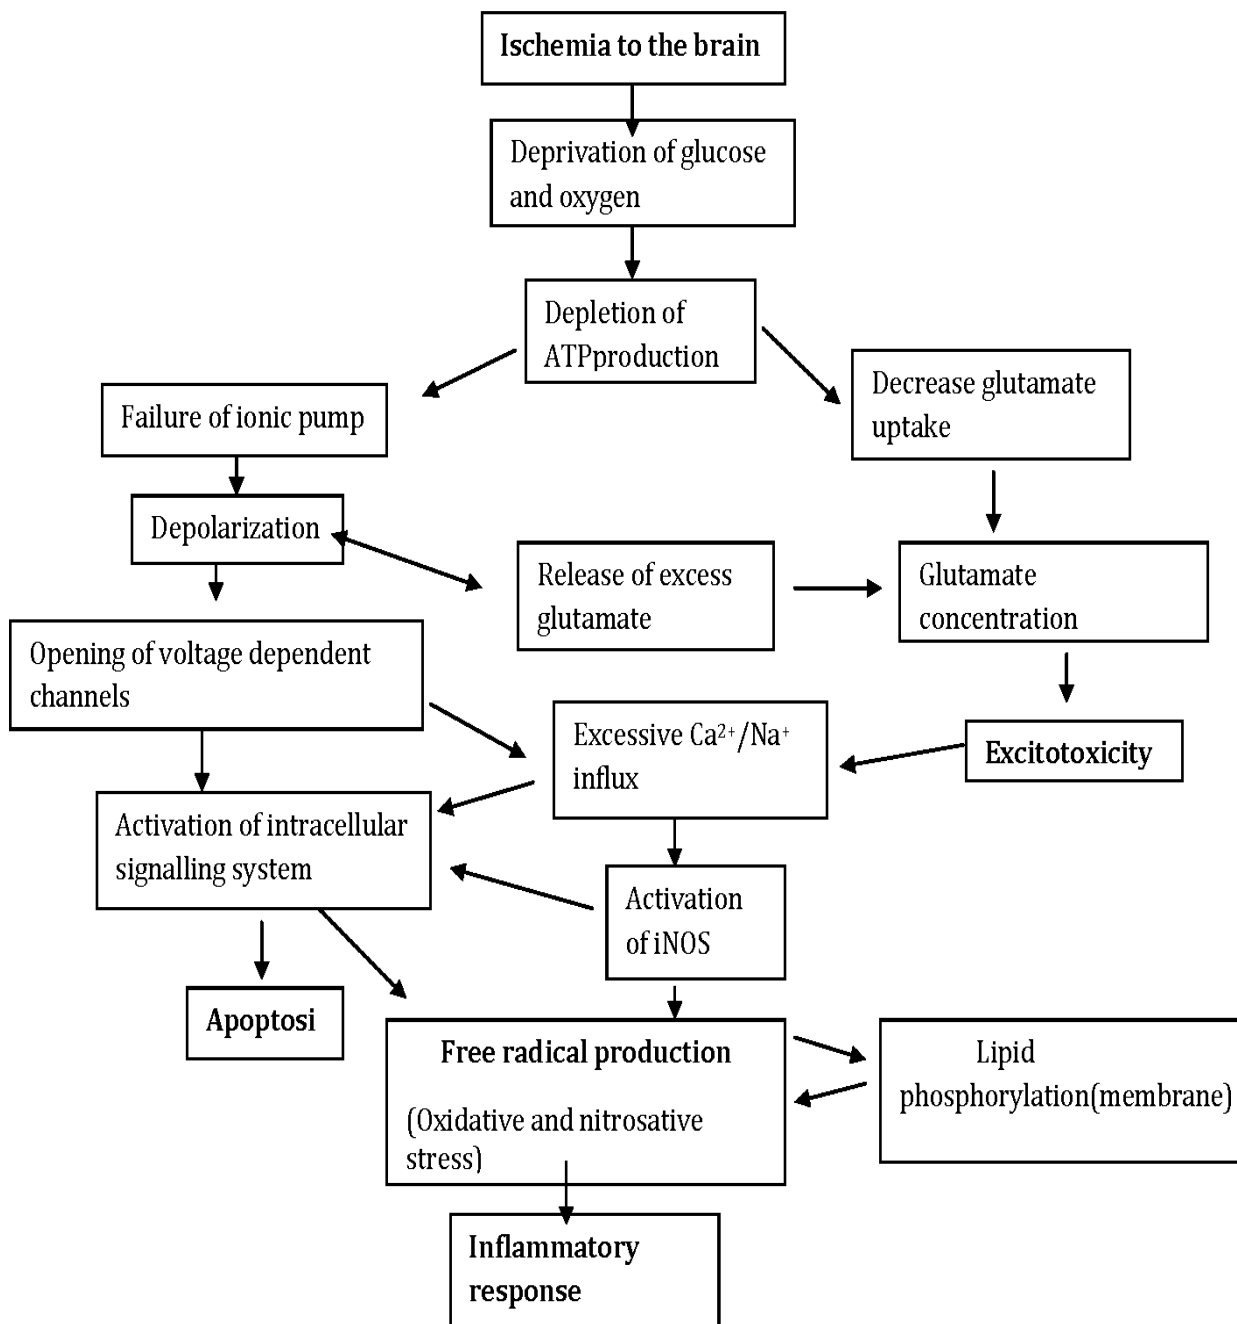 Ischemia to the brain
Deprivation of glucose
and oxygen
Depletion of
ATPproduction
Decrease glutamate
uptake
Failure of ionic pump
Depolarization
Release of excess
glutamate
Glutamate
concentration
Opening of voltage dependent
channels
Excessive Ca²⁺/Na⁺
influx
Excitotoxicity
Activation of intracellular
signalling system
Activation
of iNOS
Apoptosi
Free radical production
(Oxidative and nitrosative
stress)
Lipid
phosphorylation(membrane)
Inflammatory
response